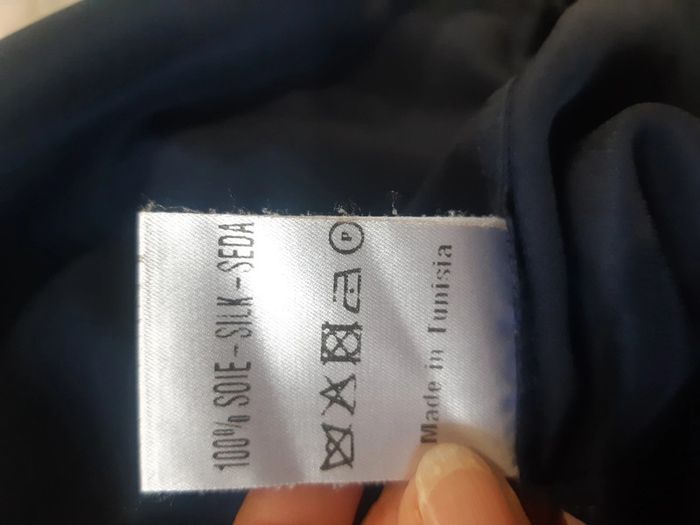 100% SOIE – SILK – SEDA
P
Made in Tunisia